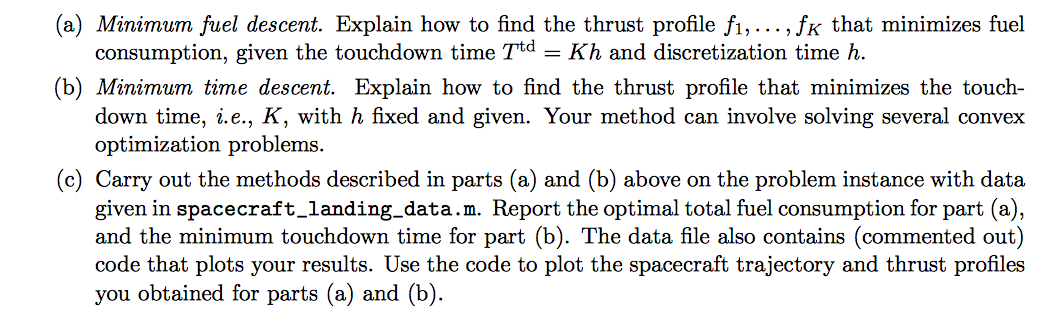 (a) Minimum fuel descent. Explain how to find the thrust profile f₁, . . . , f_K that minimizes fuel
consumption, given the touchdown time Tᵗᵈ = Kh and discretization time h.
(b) Minimum time descent. Explain how to find the thrust profile that minimizes the touch-
down time, i.e., K, with h fixed and given. Your method can involve solving several convex
optimization problems.
(c) Carry out the methods described in parts (a) and (b) above on the problem instance with data
given in spacecraft_landing_data.m. Report the optimal total fuel consumption for part (a),
and the minimum touchdown time for part (b). The data file also contains (commented out)
code that plots your results. Use the code to plot the spacecraft trajectory and thrust profiles
you obtained for parts (a) and (b).